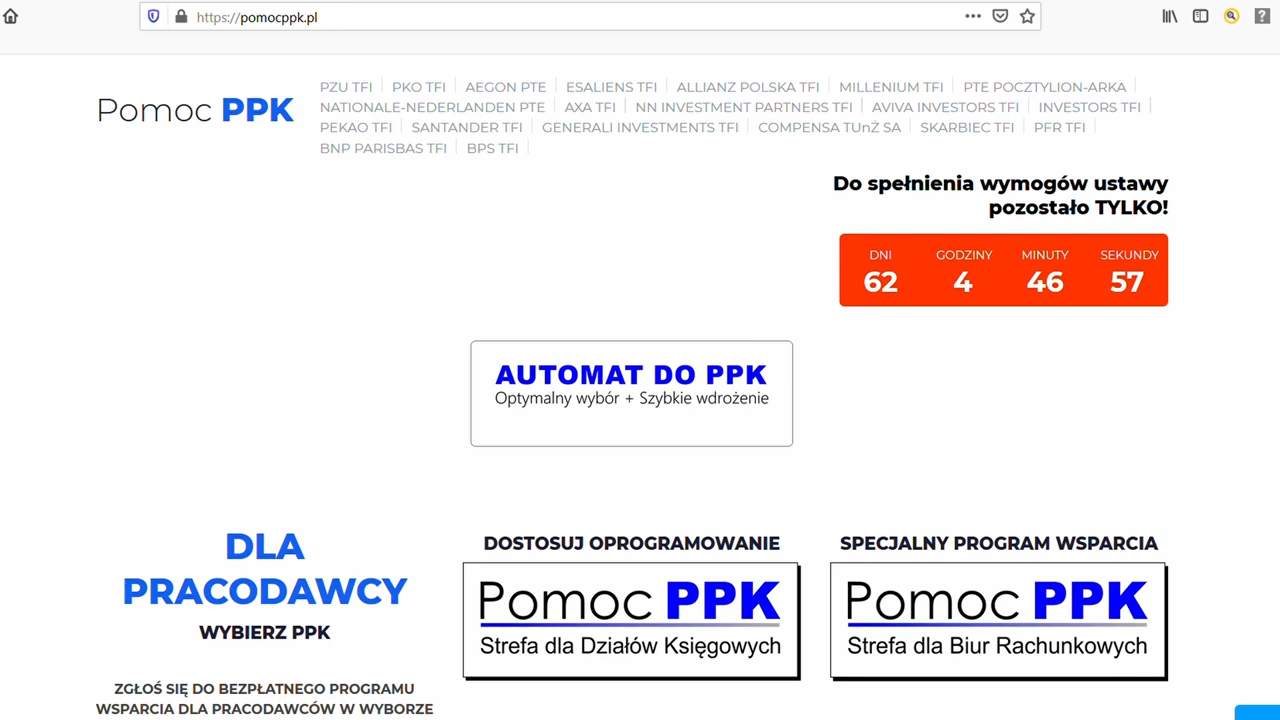 https://pomocppk.pl
Pomoc PPK
PZU TFI PKO TFI AEGON PTE ESALIENS TFI ALLIANZ POLSKA TFI MILLENIUM TFI PTE POCZTYLION-ARKA
NATIONALE-NEDERLANDEN PTE AXA TFI NN INVESTMENT PARTNERS TFI AVIVA INVESTORS TFI INVESTORS TFI
PEKAO TFI SANTANDER TFI GENERALI INVESTMENTS TFI COMPENSA TUnŻ SA SKARBIEC TFI PFR TFI
BNP PARISBAS TFI BPS TFI
Do spełnienia wymogów ustawy
pozostało TYLKO!
DNI GODZINY MINUTY SEKUNDY
62 4 46 57
AUTOMAT DO PPK
Optymalny wybór + Szybkie wdrożenie
DLA
PRACODAWCY
WYBIERZ PPK
ZGŁOŚ SIĘ DO BEZPŁATNEGO PROGRAMU
WSPARCIA DLA PRACODAWCÓW W WYBORZE
DOSTOSUJ OPROGRAMOWANIE
Pomoc PPK
Strefa dla Działów Księgowych
SPECJALNY PROGRAM WSPARCIA
Pomoc PPK
Strefa dla Biur Rachunkowych